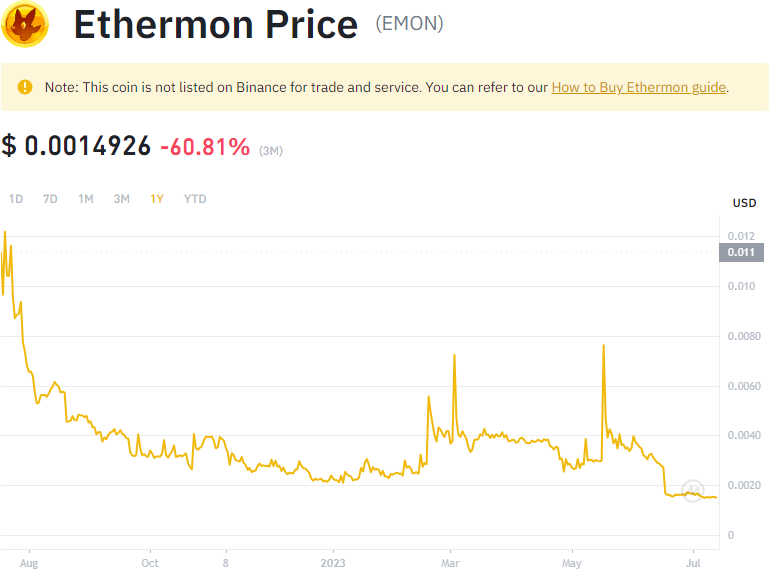 Ethermon Price (EMON)
Note: This coin is not listed on Binance for trade and service. You can refer to our How to Buy Ethermon guide.
$ 0.0014926 -60.81% (3M)
1D 7D 1M 3M 1Y YTD
USD
0.012
0.011
0.010
0.0080
0.0060
0.0040
0.0020
0
Aug Oct 8 2023 Mar May Jul